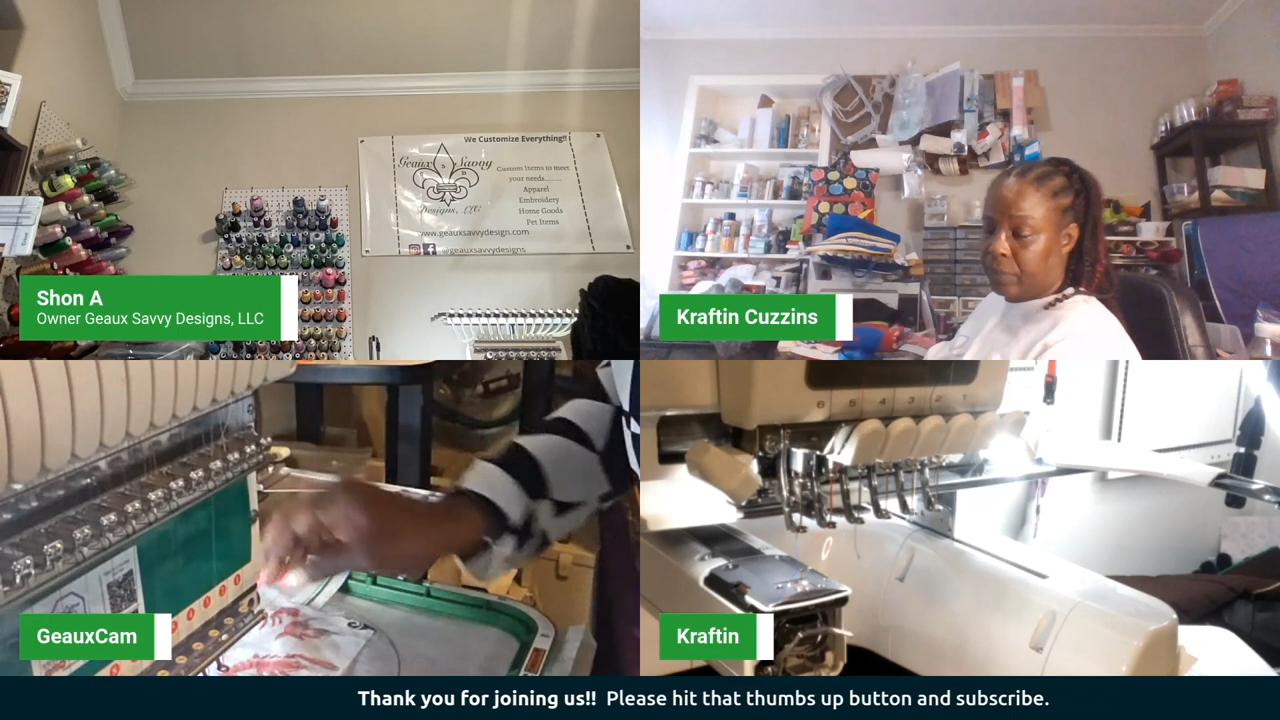 We Customize Everything!!
Geaux Savvy
Designs, LLC
Custom Items to meet
your needs........
Apparel
Embroidery
Home Goods
Pet Items
www.geauxsavvydesign.com
@geauxsavvydesigns
Shon A
Owner Geaux Savvy Designs, LLC
Kraftin Cuzzins
6 5 4 3 2 1
GeauxCam
Kraftin
Thank you for joining us!! Please hit that thumbs up button and subscribe.